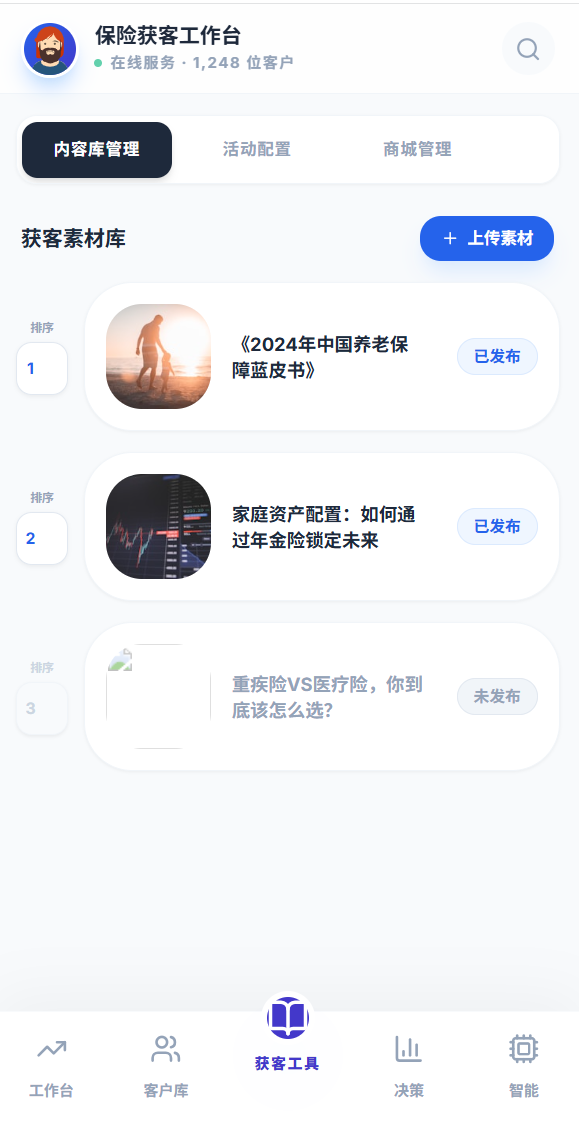 保险获客工作台
在线服务 · 1,248 位客户
内容库管理
活动配置
商城管理
获客素材库
+ 上传素材
排序
1
《2024年中国养老保
障蓝皮书》
已发布
排序
2
家庭资产配置：如何通
过年金险锁定未来
已发布
排序
3
重疾险VS医疗险，你到
底该怎么选？
未发布
工作台
客户库
获客工具
决策
智能